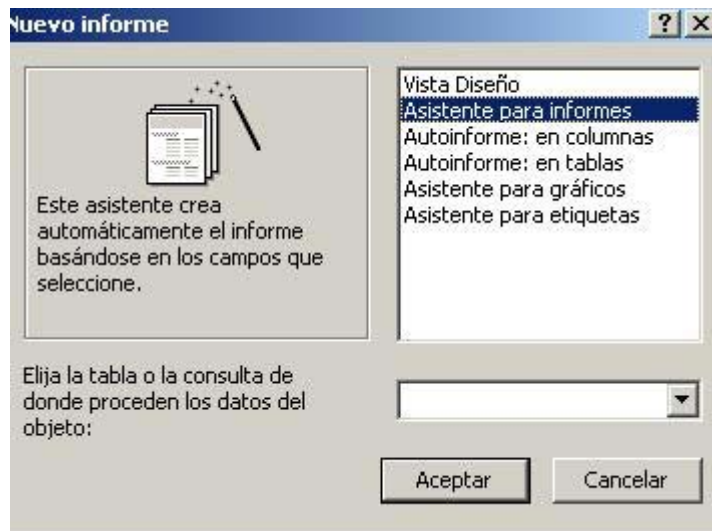 Nuevo informe
Vista Diseño
Asistente para informes
Autoinforme: en columnas
Autoinforme: en tablas
Asistente para gráficos
Asistente para etiquetas
Este asistente crea
automáticamente el informe
basándose en los campos que
seleccione.
Elija la tabla o la consulta de
donde proceden los datos del
objeto:
Aceptar
Cancelar